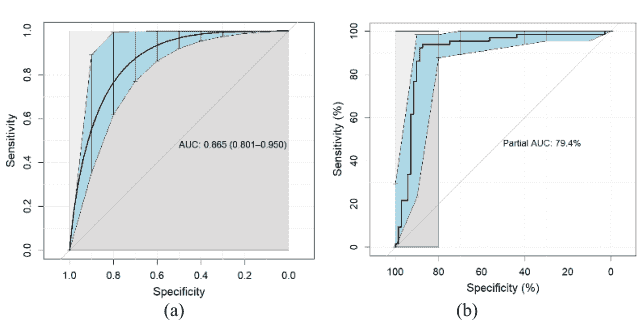 1.0
0.8
0.6
0.4
0.2
0.0
Sensitivity
AUC: 0.865 (0.801–0.950)
1.0 0.8 0.6 0.4 0.2 0.0
Specificity
(a)
100
80
60
40
20
0
Sensitivity (%)
Partial AUC: 79.4%
100 80 60 40 20 0
Specificity (%)
(b)